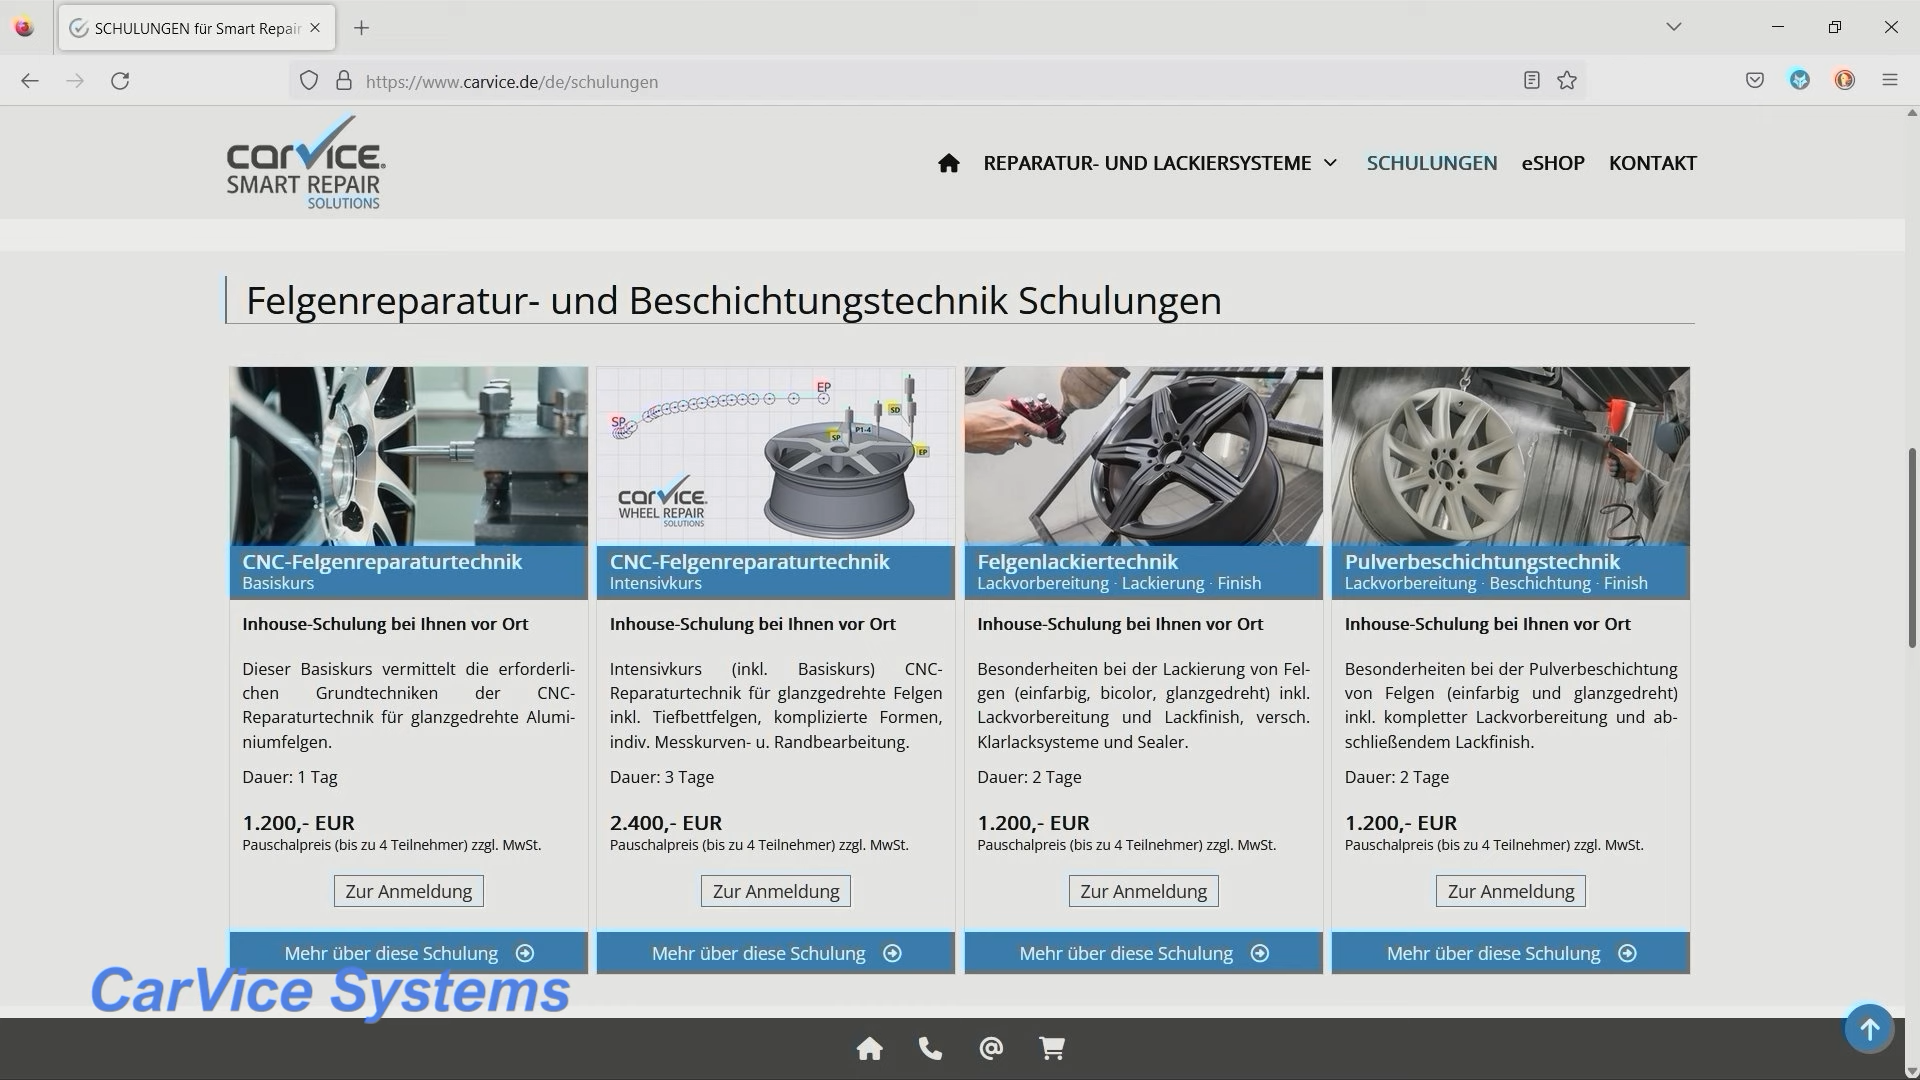 SCHULUNGEN für Smart Repair
https://www.carvice.de/de/schulungen
carvice
SMART REPAIR
SOLUTIONS
REPARATUR- UND LACKIERSYSTEME
SCHULUNGEN
eSHOP
KONTAKT
Felgenreparatur- und Beschichtungstechnik Schulungen
SP
EP
SP
P1-4
SD
EP
carvice
WHEEL REPAIR
SOLUTIONS
CNC-Felgenreparaturtechnik
Basiskurs
Inhouse-Schulung bei Ihnen vor Ort
Dieser Basiskurs vermittelt die erforderli-
chen Grundtechniken der CNC-
Reparaturtechnik für glanzgedrehte Alumi-
niumfelgen.
Dauer: 1 Tag
1.200,- EUR
Pauschalpreis (bis zu 4 Teilnehmer) zzgl. MwSt.
Zur Anmeldung
Mehr über diese Schulung
CNC-Felgenreparaturtechnik
Intensivkurs
Inhouse-Schulung bei Ihnen vor Ort
Intensivkurs (inkl. Basiskurs) CNC-
Reparaturtechnik für glanzgedrehte Felgen
inkl. Tiefbettfelgen, komplizierte Formen,
indiv. Messkurven- u. Randbearbeitung.
Dauer: 3 Tage
2.400,- EUR
Pauschalpreis (bis zu 4 Teilnehmer) zzgl. MwSt.
Zur Anmeldung
Mehr über diese Schulung
Felgenlackiertechnik
Lackvorbereitung · Lackierung · Finish
Inhouse-Schulung bei Ihnen vor Ort
Besonderheiten bei der Lackierung von Fel-
gen (einfarbig, bicolor, glanzgedreht) inkl.
Lackvorbereitung und Lackfinish, versch.
Klarlacksysteme und Sealer.
Dauer: 2 Tage
1.200,- EUR
Pauschalpreis (bis zu 4 Teilnehmer) zzgl. MwSt.
Zur Anmeldung
Mehr über diese Schulung
Pulverbeschichtungstechnik
Lackvorbereitung · Beschichtung · Finish
Inhouse-Schulung bei Ihnen vor Ort
Besonderheiten bei der Pulverbeschichtung
von Felgen (einfarbig und glanzgedreht)
inkl. kompletter Lackvorbereitung und ab-
schließendem Lackfinish.
Dauer: 2 Tage
1.200,- EUR
Pauschalpreis (bis zu 4 Teilnehmer) zzgl. MwSt.
Zur Anmeldung
Mehr über diese Schulung
CarVice Systems